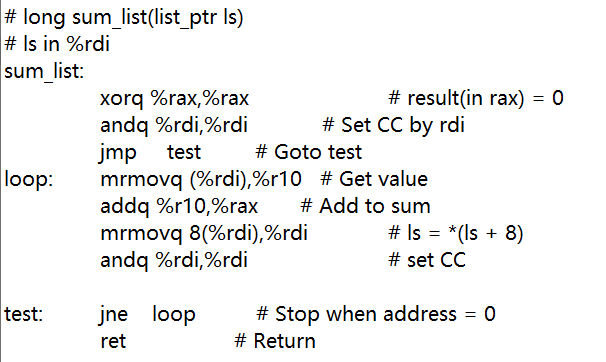 # long sum_list(list_ptr ls)
# ls in %rdi
sum_list:
xorq %rax,%rax # result(in rax) = 0
andq %rdi,%rdi # Set CC by rdi
jmp test # Goto test
loop: mrmovq (%rdi),%r10 # Get value
addq %r10,%rax # Add to sum
mrmovq 8(%rdi),%rdi # ls = *(ls + 8)
andq %rdi,%rdi # set CC
test: jne loop # Stop when address = 0
ret # Return